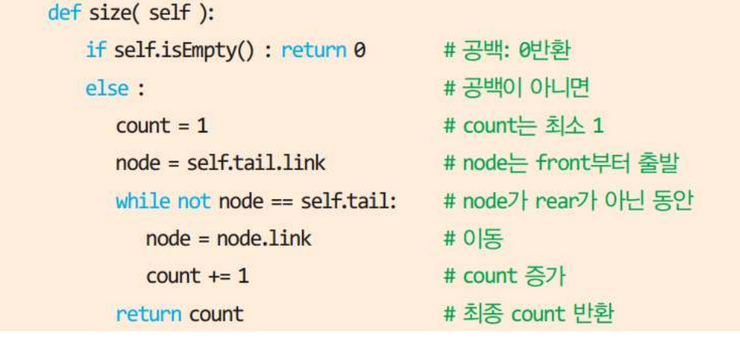 def size( self ):
if self.isEmpty() : return 0 # 공백: 0반환
else : # 공백이 아니면
count = 1 # count는 최소 1
node = self.tail.link # node는 front부터 출발
while not node == self.tail: # node가 rear가 아닌 동안
node = node.link # 이동
count += 1 # count 증가
return count # 최종 count 반환